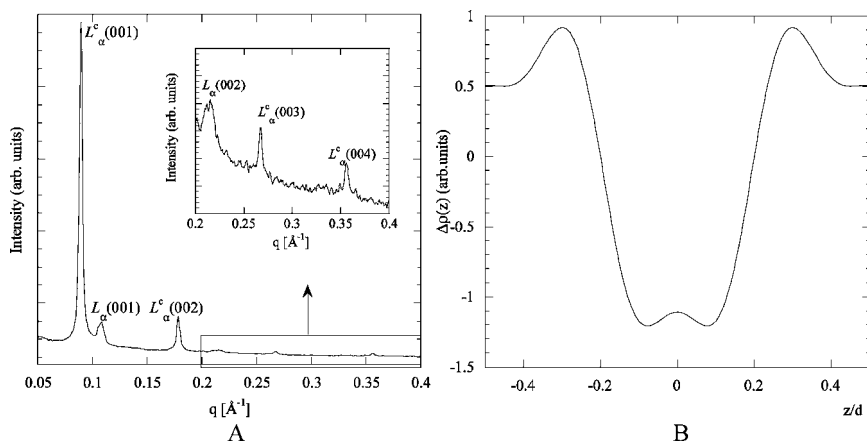 L^c_α(001)
L_α(001)
L^c_α(002)
Intensity (arb. units)
0.05 0.1 0.15 0.2 0.25 0.3 0.35 0.4
q [Å⁻¹]
L_α(002)
L^c_α(003)
L^c_α(004)
Intensity (arb. units)
0.2 0.25 0.3 0.35 0.4
q [Å⁻¹]
A
Δρ(z) (arb.units)
1
0.5
0
-0.5
-1
-1.5
-0.4 -0.2 0 0.2 0.4
z/d
B